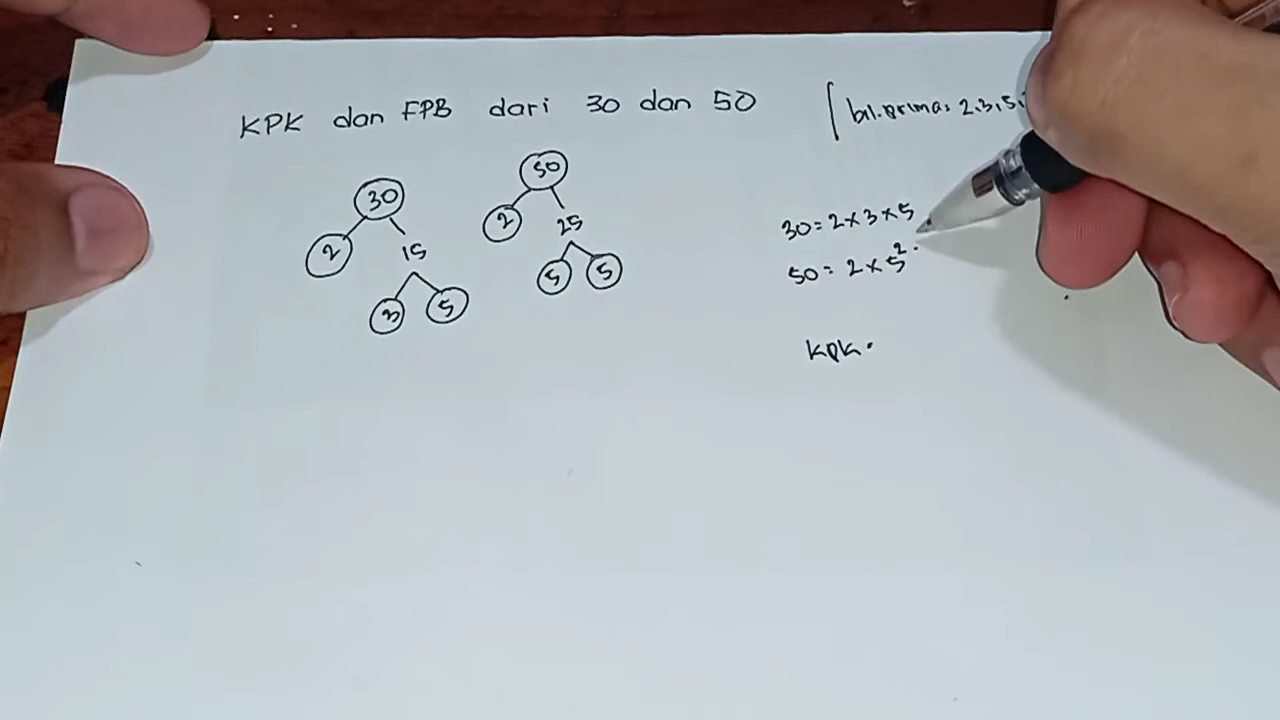 KPK dan FPB dari 30 dan 50
bil. prima: 2, 3, 5,
30
2
15
3
5
50
2
25
5
5
30 = 2 x 3 x 5
50 = 2 x 5²
KPK